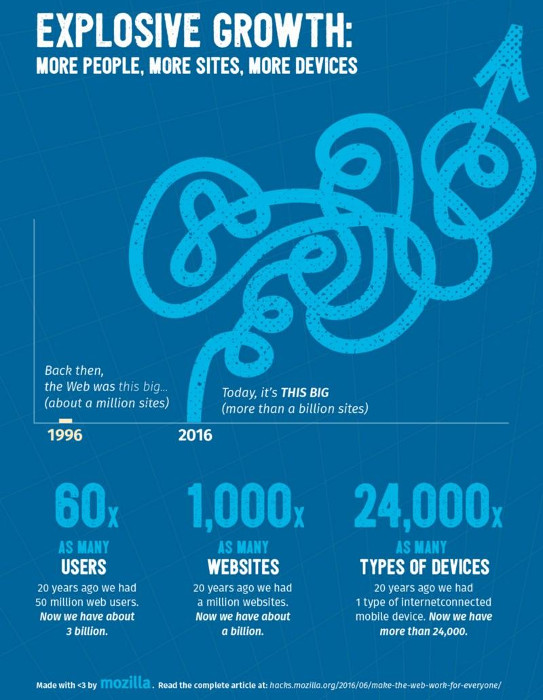 EXPLOSIVE GROWTH:
MORE PEOPLE, MORE SITES, MORE DEVICES
Back then,
the Web was this big...
(about a million sites)
Today, it's THIS BIG
(more than a billion sites)
1996
2016
60x
AS MANY
USERS
20 years ago we had
50 million web users.
Now we have about
3 billion.
1,000x
AS MANY
WEBSITES
20 years ago we had
a million websites.
Now we have about
a billion.
24,000x
AS MANY
TYPES OF DEVICES
20 years ago we had
1 type of internetconnected
mobile device. Now we have
more than 24,000.
Made with <3 by mozilla. Read the complete article at: hacks.mozilla.org/2016/06/make-the-web-work-for-everyone/